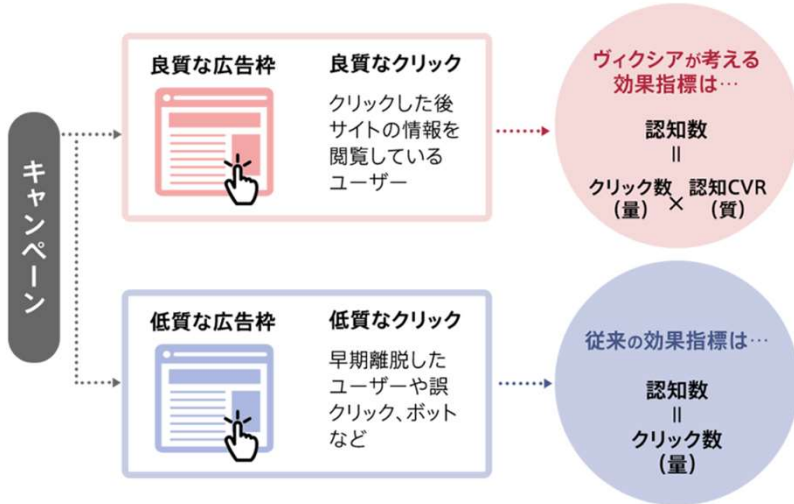 キャンペーン
良質な広告枠
良質なクリック
クリックした後
サイトの情報を
閲覧している
ユーザー
ヴィクシアが考える
効果指標は…
認知数
=
クリック数 × 認知CVR
(量) (質)
低質な広告枠
低質なクリック
早期離脱した
ユーザーや誤
クリック、ボット
など
従来の効果指標は…
認知数
=
クリック数
(量)